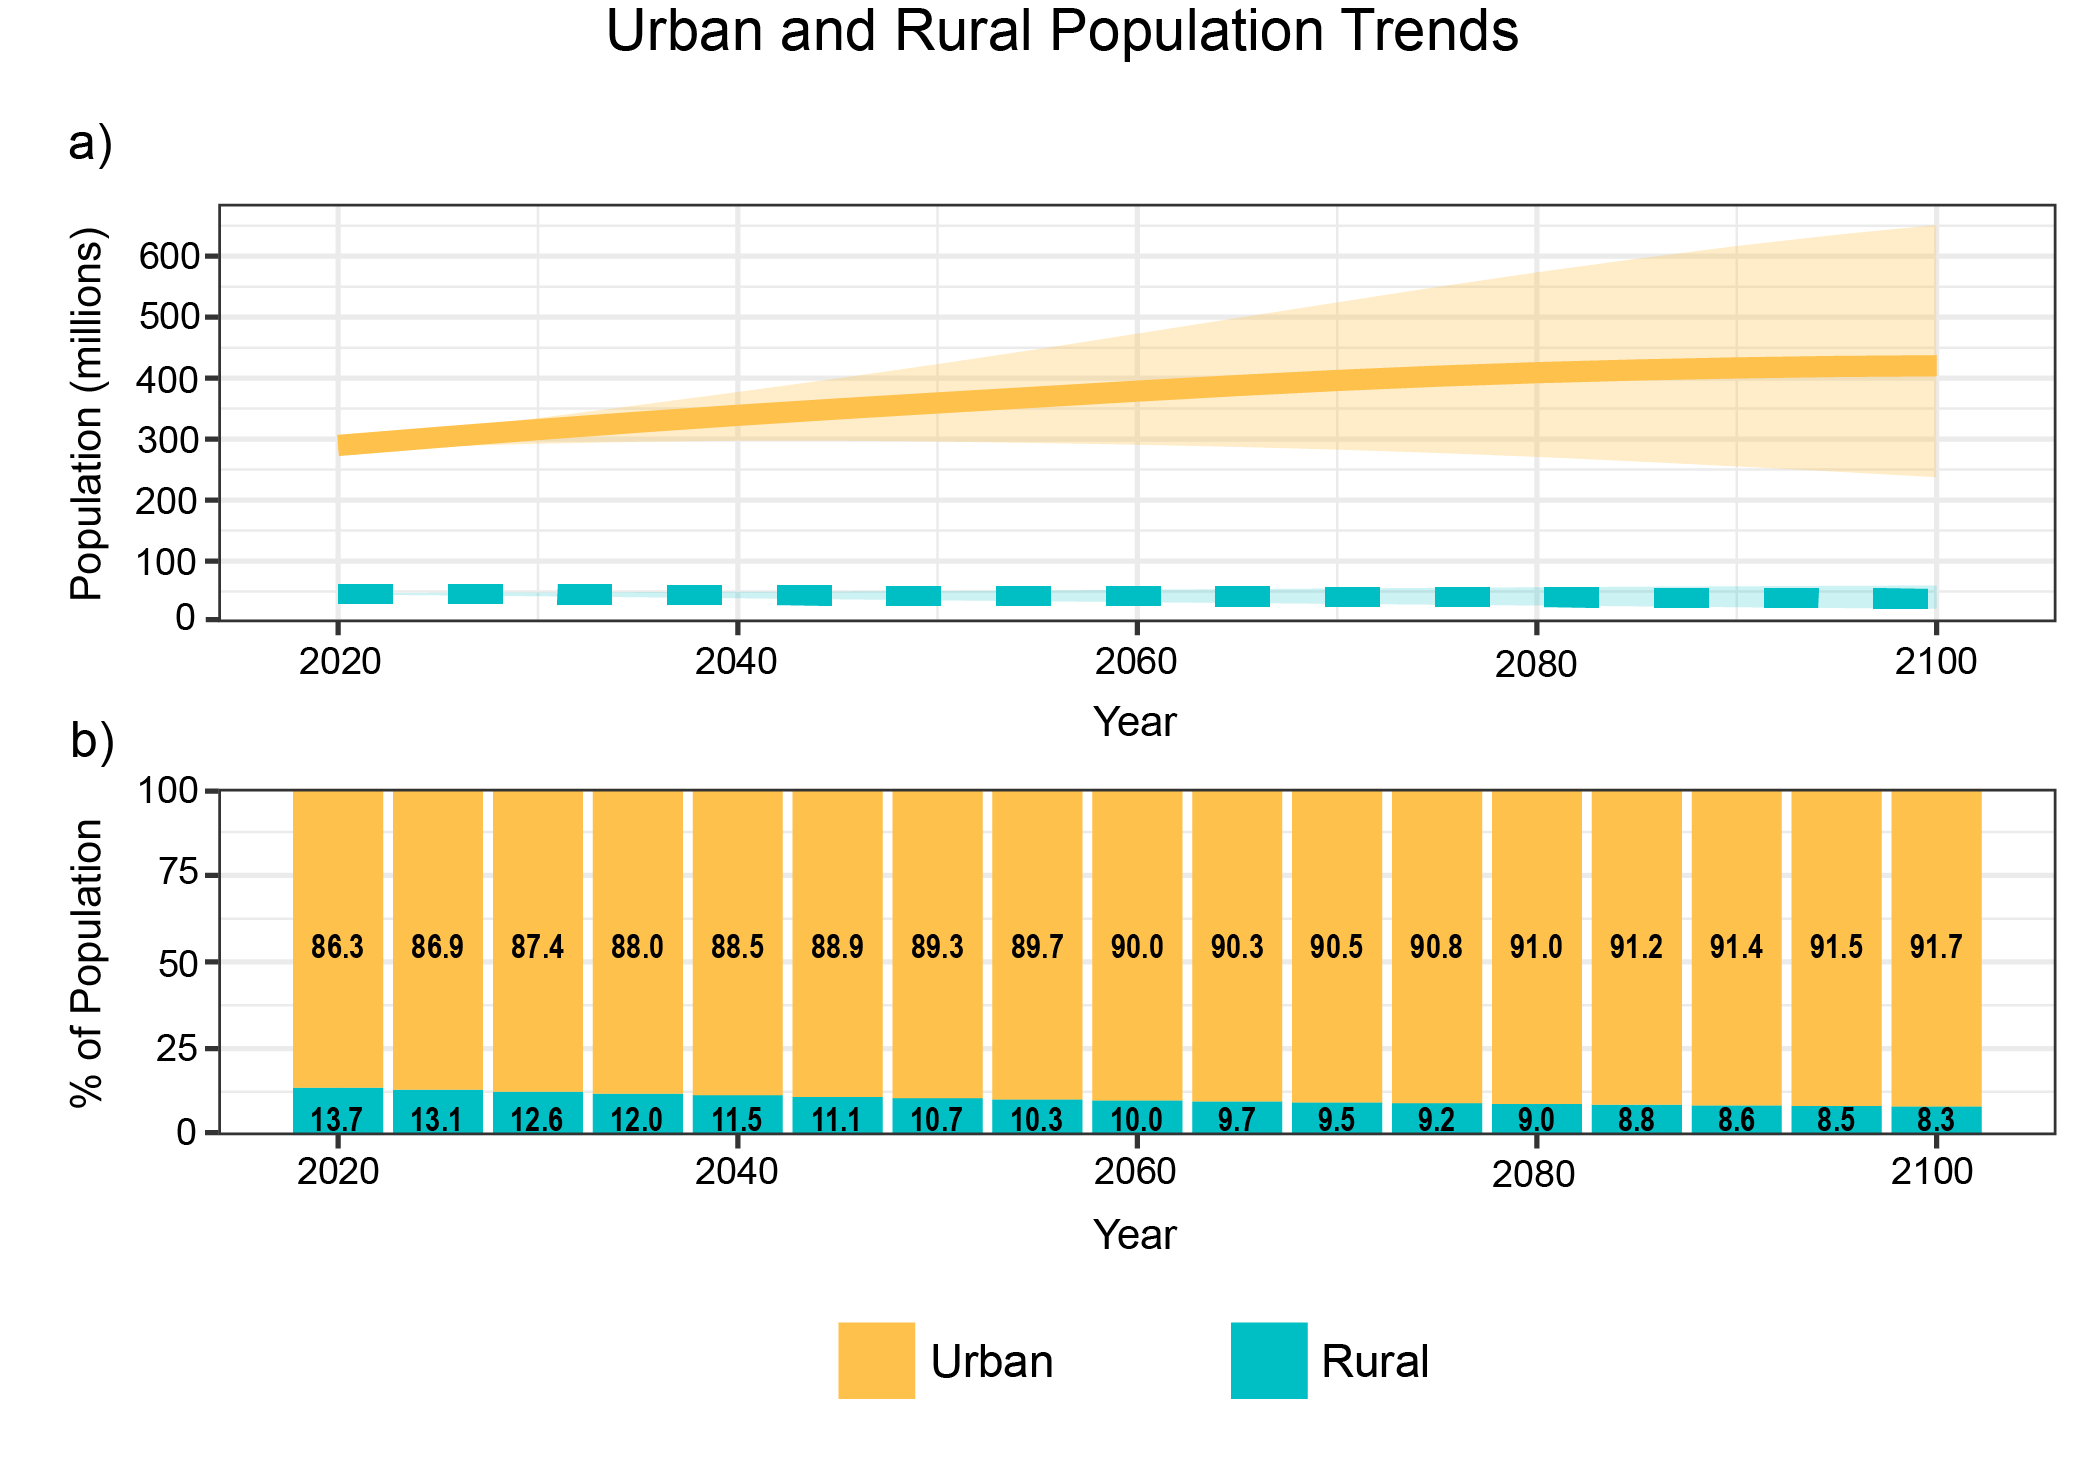 Urban and Rural Population Trends
a)
Population (millions)
600
500
400
300
200
100
0
2020 2040 2060 2080 2100
Year
b)
% of Population
100
75
50
25
0
86.3 86.9 87.4 88.0 88.5 88.9 89.3 89.7 90.0 90.3 90.5 90.8 91.0 91.2 91.4 91.5 91.7
13.7 13.1 12.6 12.0 11.5 11.1 10.7 10.3 10.0 9.7 9.5 9.2 9.0 8.8 8.6 8.5 8.3
2020 2040 2060 2080 2100
Year
Urban Rural